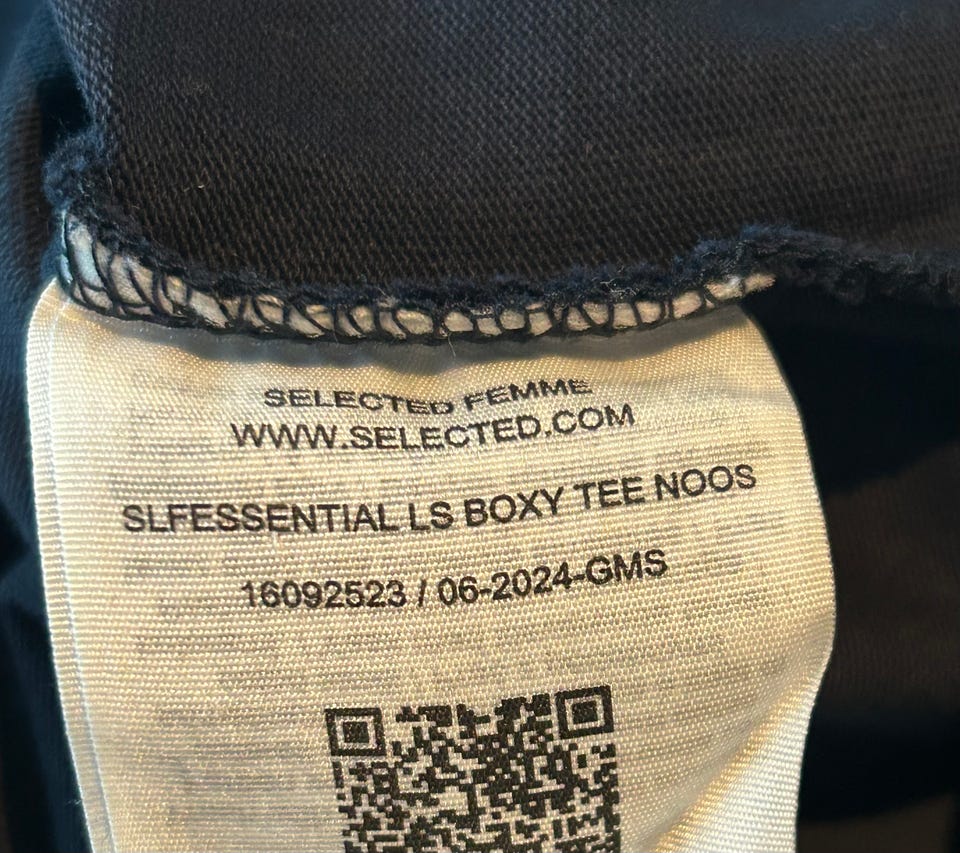 SELECTED FEMME
WWW.SELECTED.COM
SLFESSENTIAL LS BOXY TEE NOOS
16092523 / 06-2024-GMS